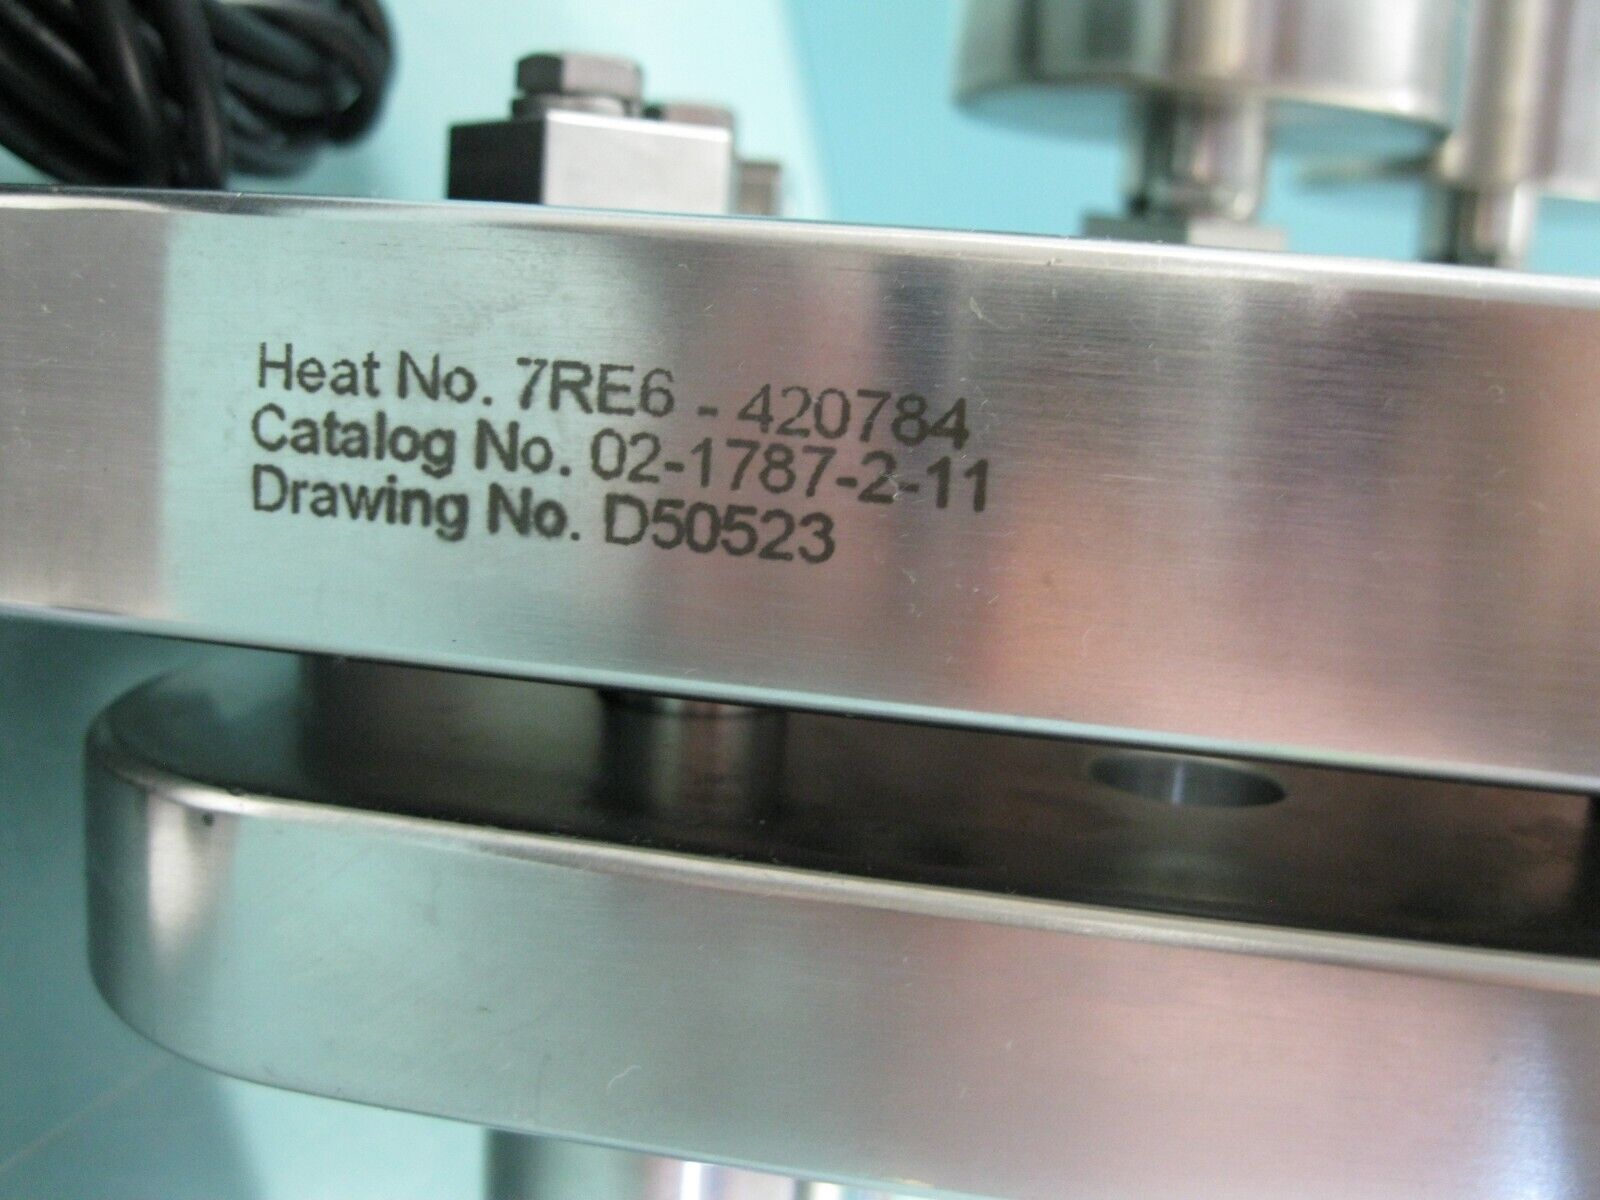 Heat No. 7RE6 - 420784
Catalog No. 02-1787-2-11
Drawing No. D50523